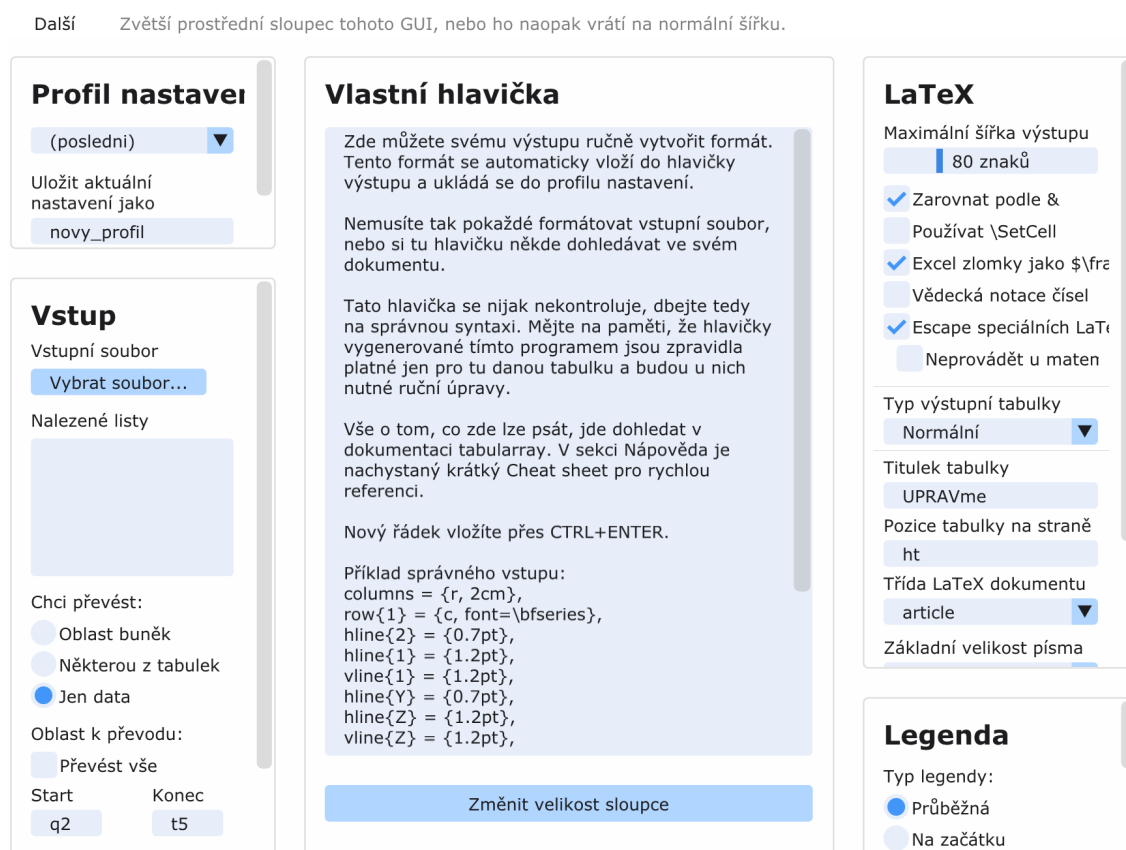 Další
Zvětší prostřední sloupec tohoto GUI, nebo ho naopak vrátí na normální šířku.
Profil nastaven
(posledni)
Uložit aktuální
nastavení jako
novy_profil
Vstup
Vstupní soubor
Vybrat soubor...
Nalezené listy
Chci převést:
Oblast buněk
Některou z tabulek
Jen data
Oblast k převodu:
Převést vše
Start
Konec
q2
t5
Vlastní hlavička
Zde můžete svému výstupu ručně vytvořit formát.
Tento formát se automaticky vloží do hlavičky
výstupu a ukládá se do profilu nastavení.
Nemusíte tak pokaždé formátovat vstupní soubor,
nebo si tu hlavičku někde dohledávat ve svém
dokumentu.
Tato hlavička se nijak nekontroluje, dbejte tedy
na správnou syntaxi. Mějte na paměti, že hlavičky
vygenerované tímto programem jsou zpravidla
platné jen pro tu danou tabulku a budou u nich
nutné ruční úpravy.
Vše o tom, co zde lze psát, jde dohledat v
dokumentaci tabularray. V sekci Nápověda je
nachystaný krátký Cheat sheet pro rychlou
referenci.
Nový řádek vložíte přes CTRL+ENTER.
Příklad správného vstupu:
columns = {r, 2cm},
row{1} = {c, font=\bfseries},
hline{2} = {0.7pt},
hline{1} = {1.2pt},
vline{1} = {1.2pt},
hline{Y} = {0.7pt},
hline{Z} = {1.2pt},
vline{Z} = {1.2pt},
Změnit velikost sloupce
LaTeX
Maximální šířka výstupu
80 znaků
Zarovnat podle &
Používat \SetCell
Excel zlomky jako $\fra
Vědecká notace čísel
Escape speciálních LaTe
Neprovádět u matem
Typ výstupní tabulky
Normální
Titulek tabulky
UPRAVme
Pozice tabulky na straně
ht
Třída LaTeX dokumentu
article
Základní velikost písma
Legenda
Typ legendy:
Průběžná
Na začátku